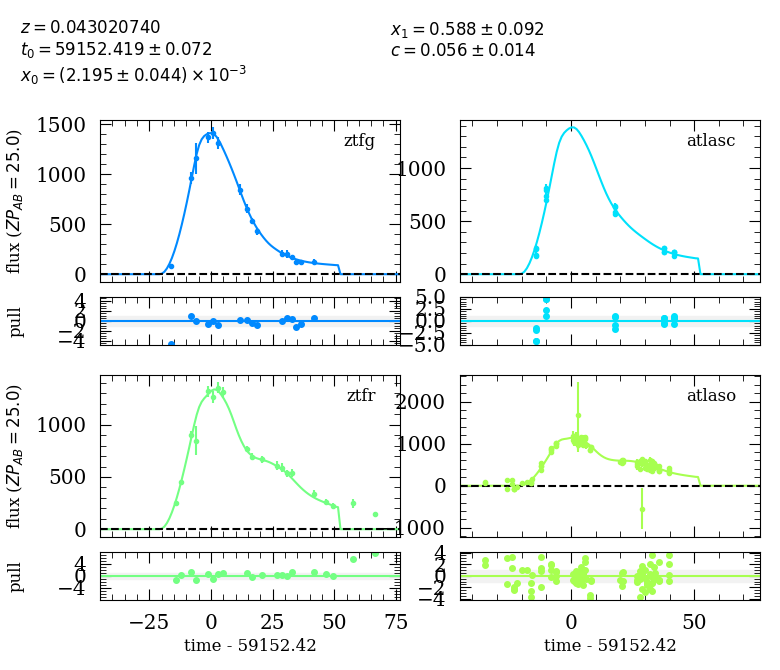 z = 0.043020740
t₀ = 59152.419 ± 0.072
x₀ = (2.195 ± 0.044) × 10⁻³
x₁ = 0.588 ± 0.092
c = 0.056 ± 0.014
flux (ZP_AB = 25.0)
1500
1000
500
0
ztfg
1000
500
0
atlasc
pull
4
2
0
−2
−4
5.0
2.5
0.0
−2.5
−5.0
flux (ZP_AB = 25.0)
1000
500
0
ztfr
2000
1000
0
1000
atlaso
pull
4
0
−4
4
2
0
−2
−4
−25
0
25
50
75
time - 59152.42
0
50
time - 59152.42